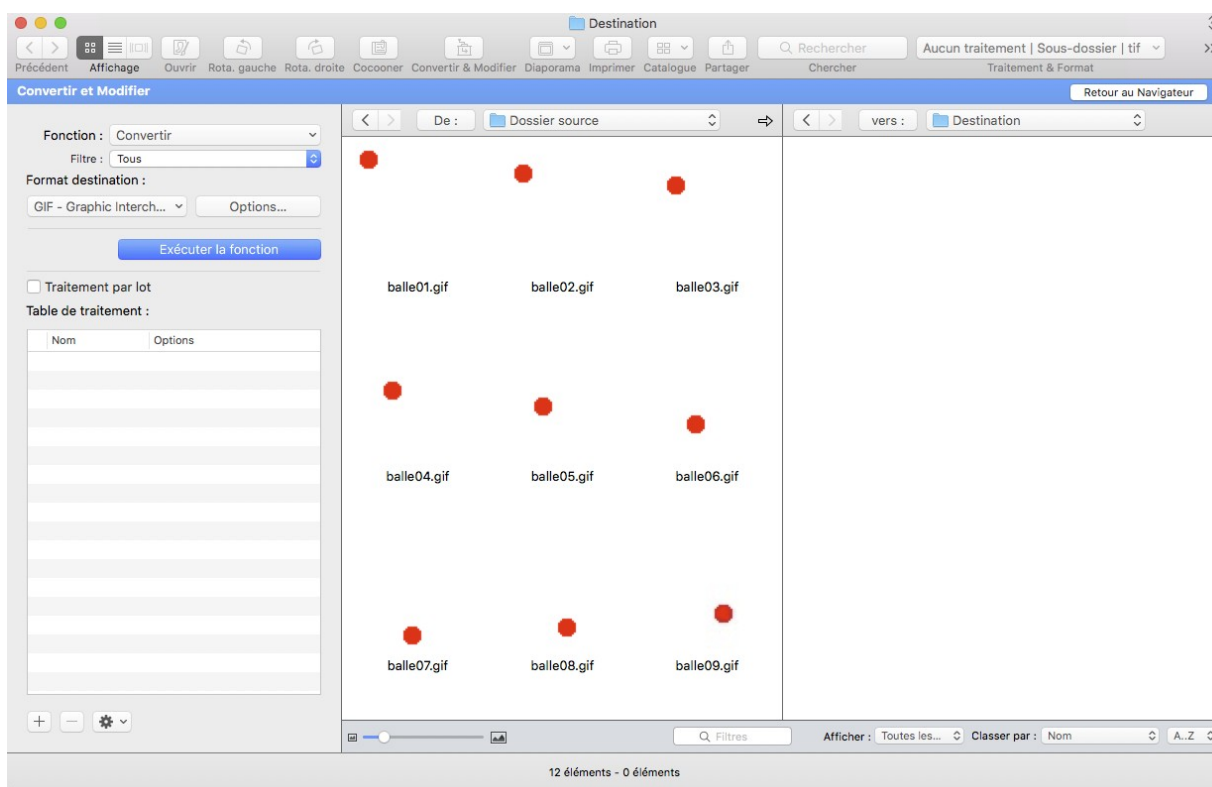 Destination
Rechercher
Aucun traitement | Sous-dossier | tif
Précédent Affichage Ouvrir Rota. gauche Rota. droite Cocooner Convertir & Modifier Diaporama Imprimer Catalogue Partager Chercher Traitement & Format
Convertir et Modifier
Retour au Navigateur
De : Dossier source
vers : Destination
Fonction : Convertir
Filtre : Tous
Format destination :
GIF - Graphic Interch... Options...
Exécuter la fonction
Traitement par lot
Table de traitement :
Nom Options
balle01.gif balle02.gif balle03.gif
balle04.gif balle05.gif balle06.gif
balle07.gif balle08.gif balle09.gif
Filtres
Afficher : Toutes les... Classer par : Nom A..Z
12 éléments - 0 éléments